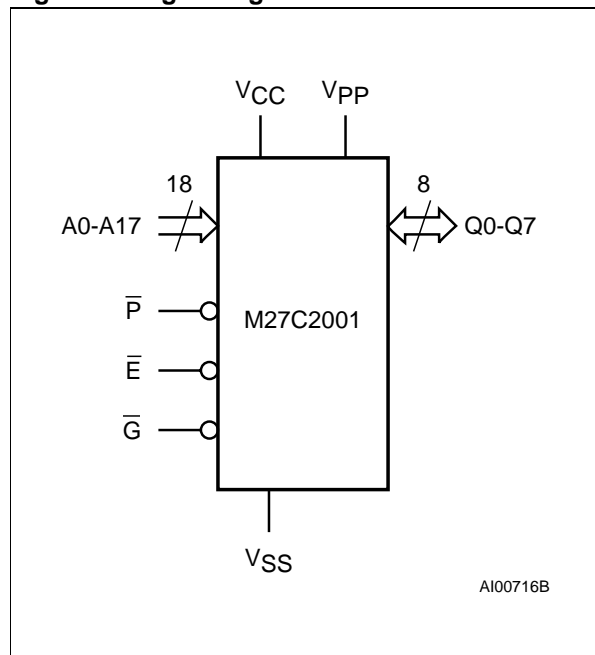 VCC VPP
18 8
A0-A17 Q0-Q7
P̅
M27C2001
E̅
G̅
VSS
AI00716B